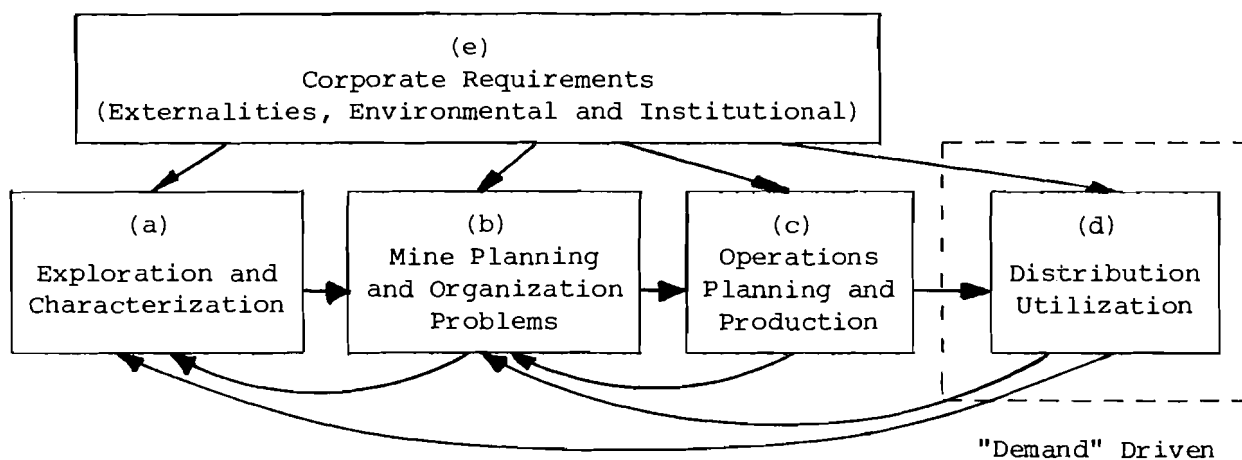 (e)
Corporate Requirements
(Externalities, Environmental and Institutional)
(a)
Exploration and
Characterization
(b)
Mine Planning
and Organization
Problems
(c)
Operations
Planning and
Production
(d)
Distribution
Utilization
"Demand" Driven